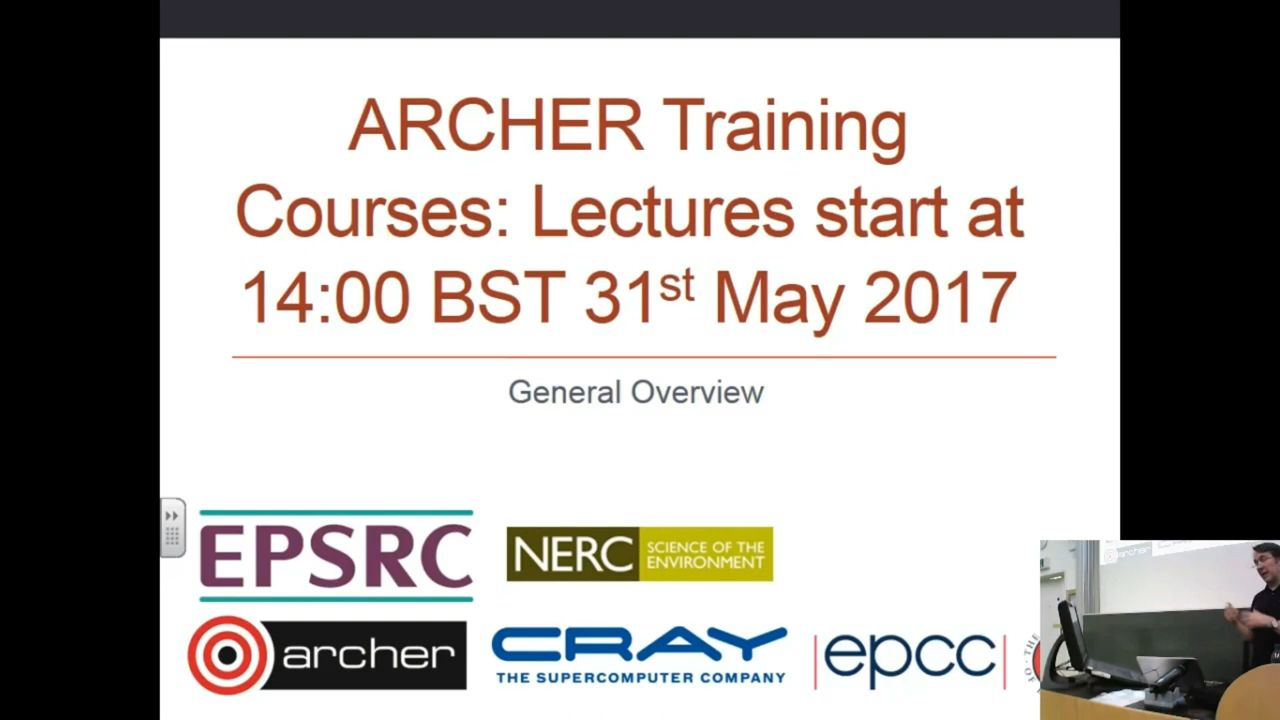 ARCHER Training
Courses: Lectures start at
14:00 BST 31st May 2017
General Overview
EPSRC
NERC SCIENCE OF THE
ENVIRONMENT
archer
CRAY
THE SUPERCOMPUTER COMPANY
epcc
archer